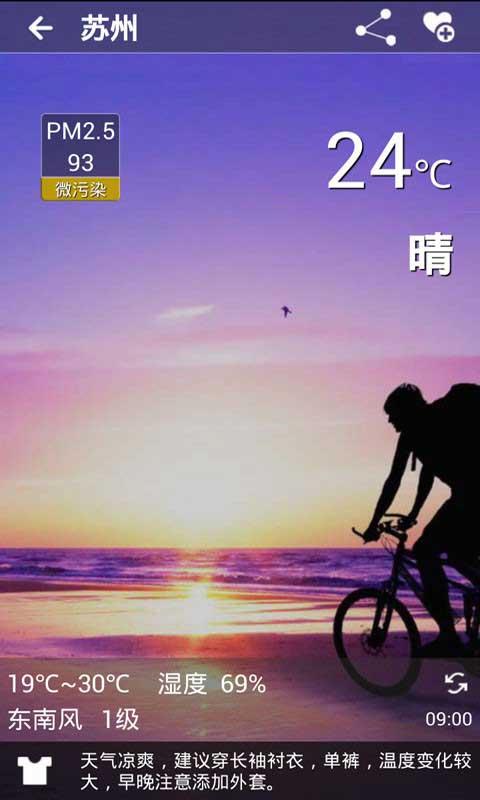 苏州
PM2.5
93
微污染
24℃
晴
19℃~30℃ 湿度 69%
东南风 1级
09:00
天气凉爽，建议穿长袖衬衣，单裤，温度变化较
大，早晚注意添加外套。